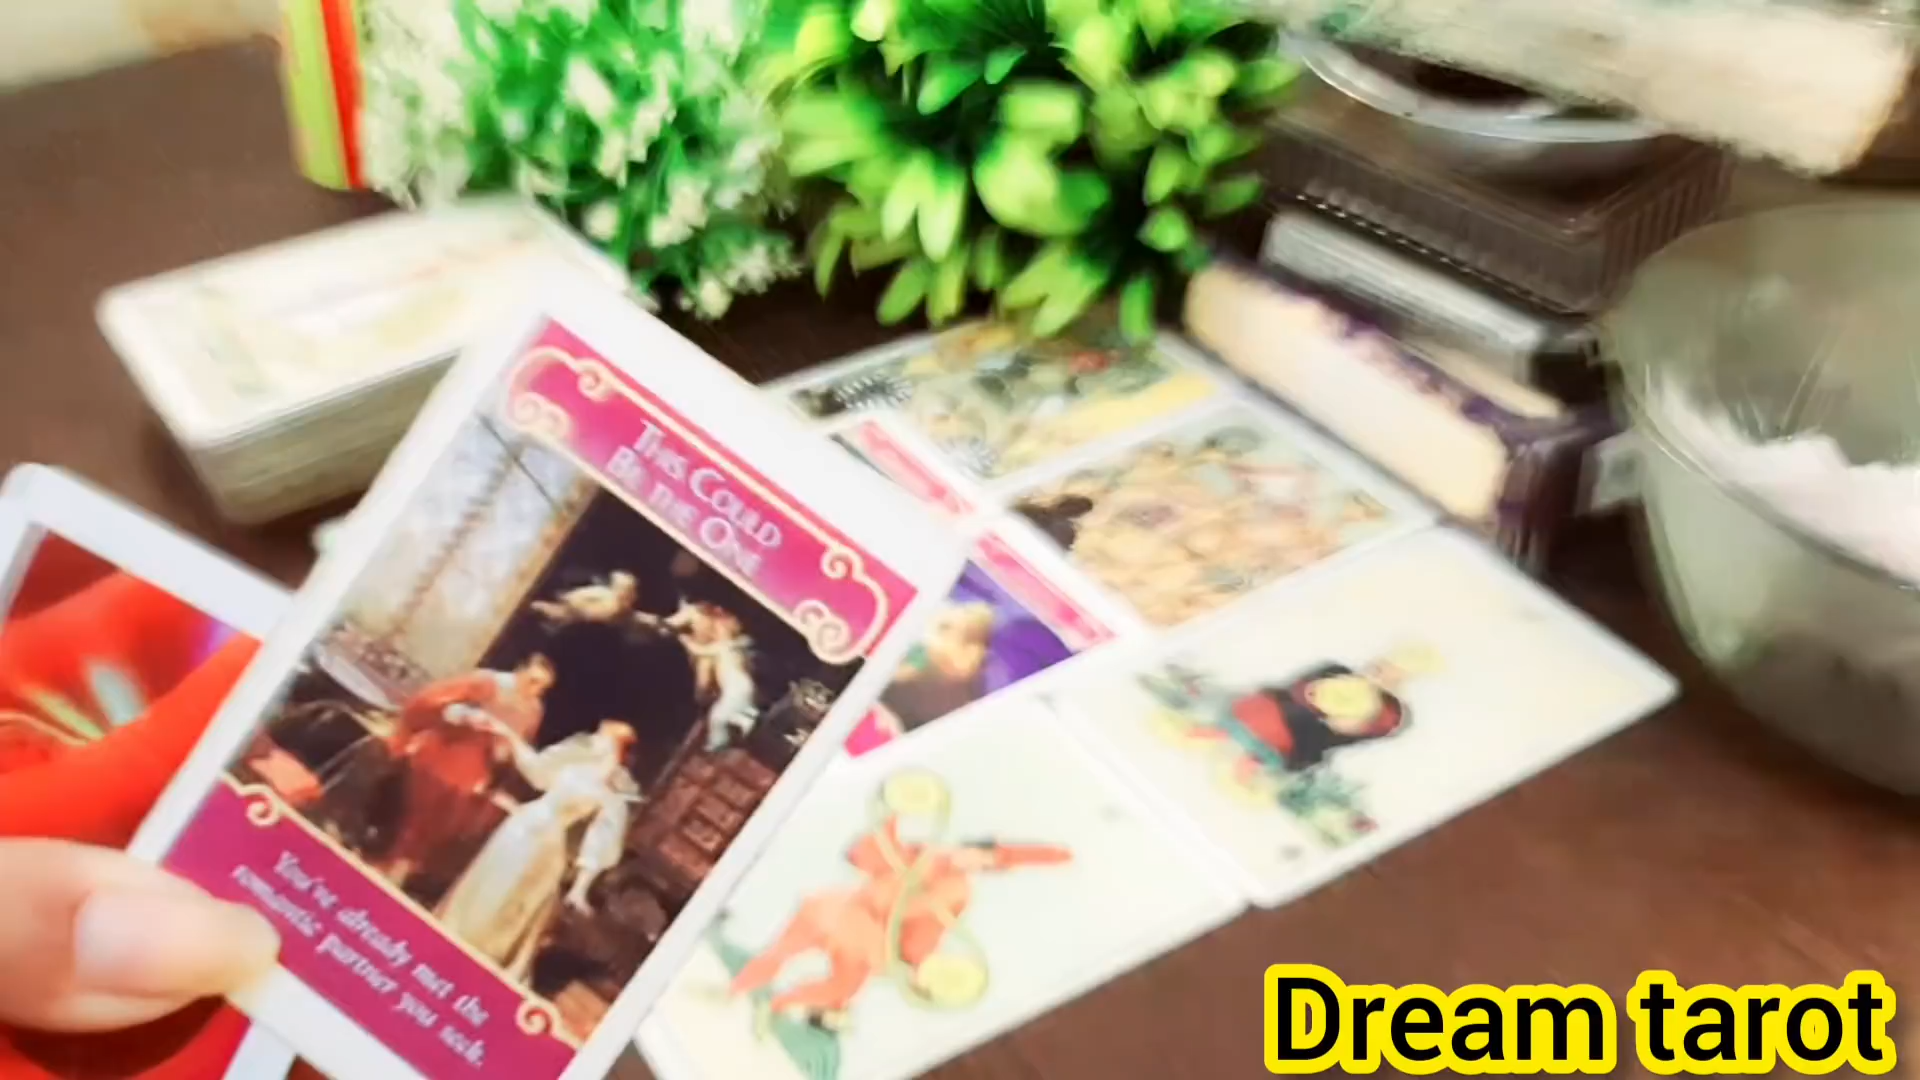 THIS COULD
BE THE ONE
You've already met the
romantic partner you seek.
Dream tarot